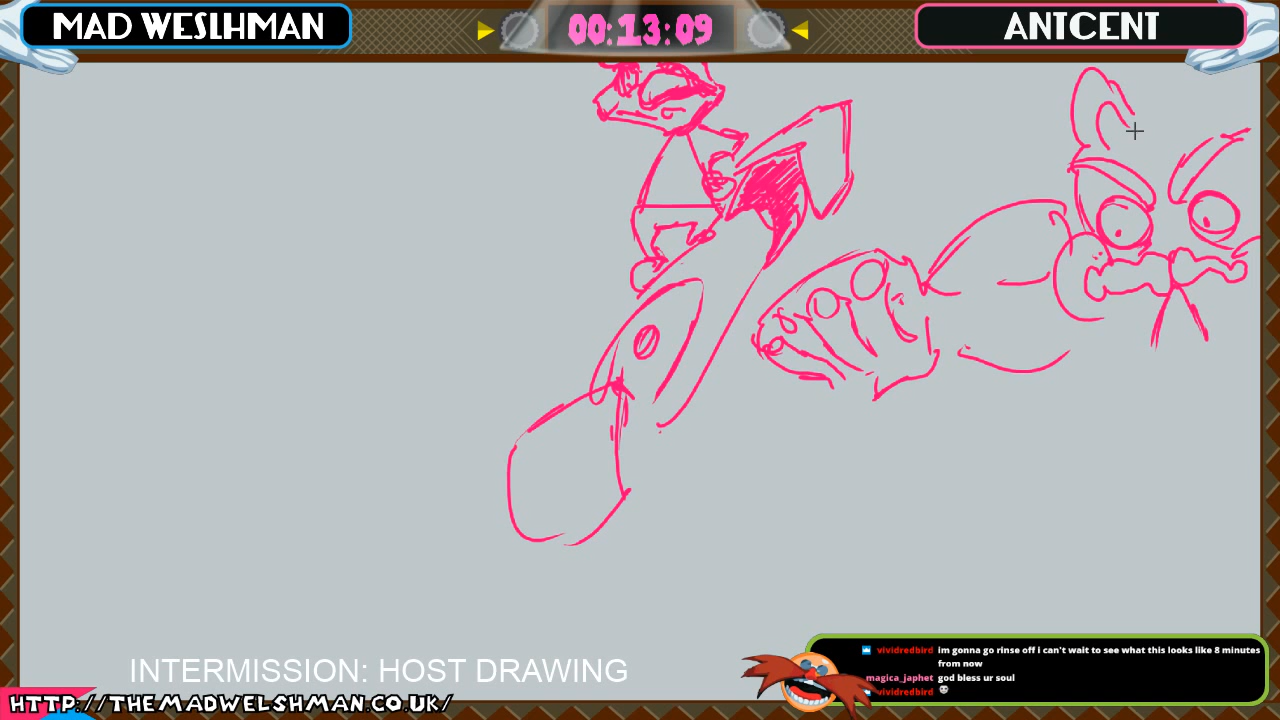 MAD WESLHMAN
00:13:09
ANTCENT
INTERMISSION: HOST DRAWING
HTTP://THEMADWELSHMAN.CO.UK/
vividredbird im gonna go rinse off i can't wait to see what this looks like 8 minutes
from now
magica_japhet god bless ur soul
vividredbird